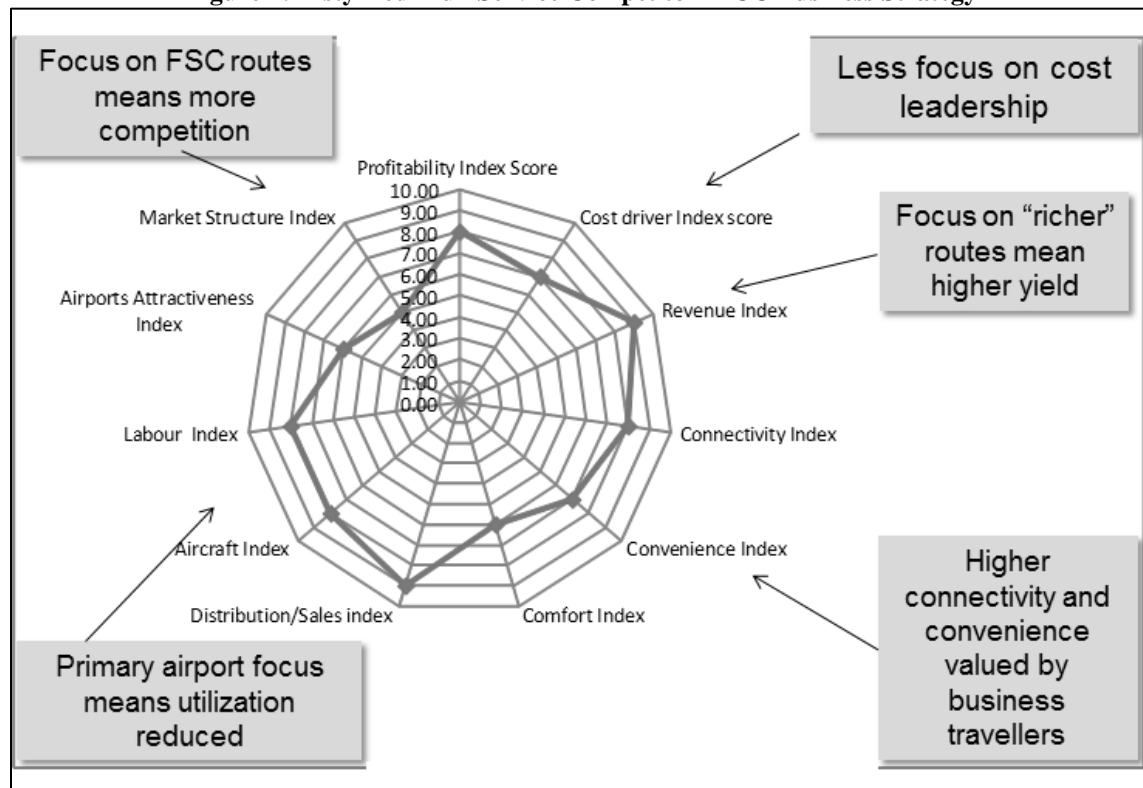 Focus on FSC routes
means more
competition
Less focus on cost
leadership
Focus on "richer"
routes mean
higher yield
Profitability Index Score
Cost driver Index score
Revenue Index
Connectivity Index
Convenience Index
Comfort Index
Distribution/Sales index
Aircraft Index
Labour Index
Airports Attractiveness
Index
Market Structure Index
10.00
9.00
8.00
7.00
6.00
5.00
4.00
3.00
2.00
1.00
0.00
Primary airport focus
means utilization
reduced
Higher
connectivity and
convenience
valued by
business
travellers